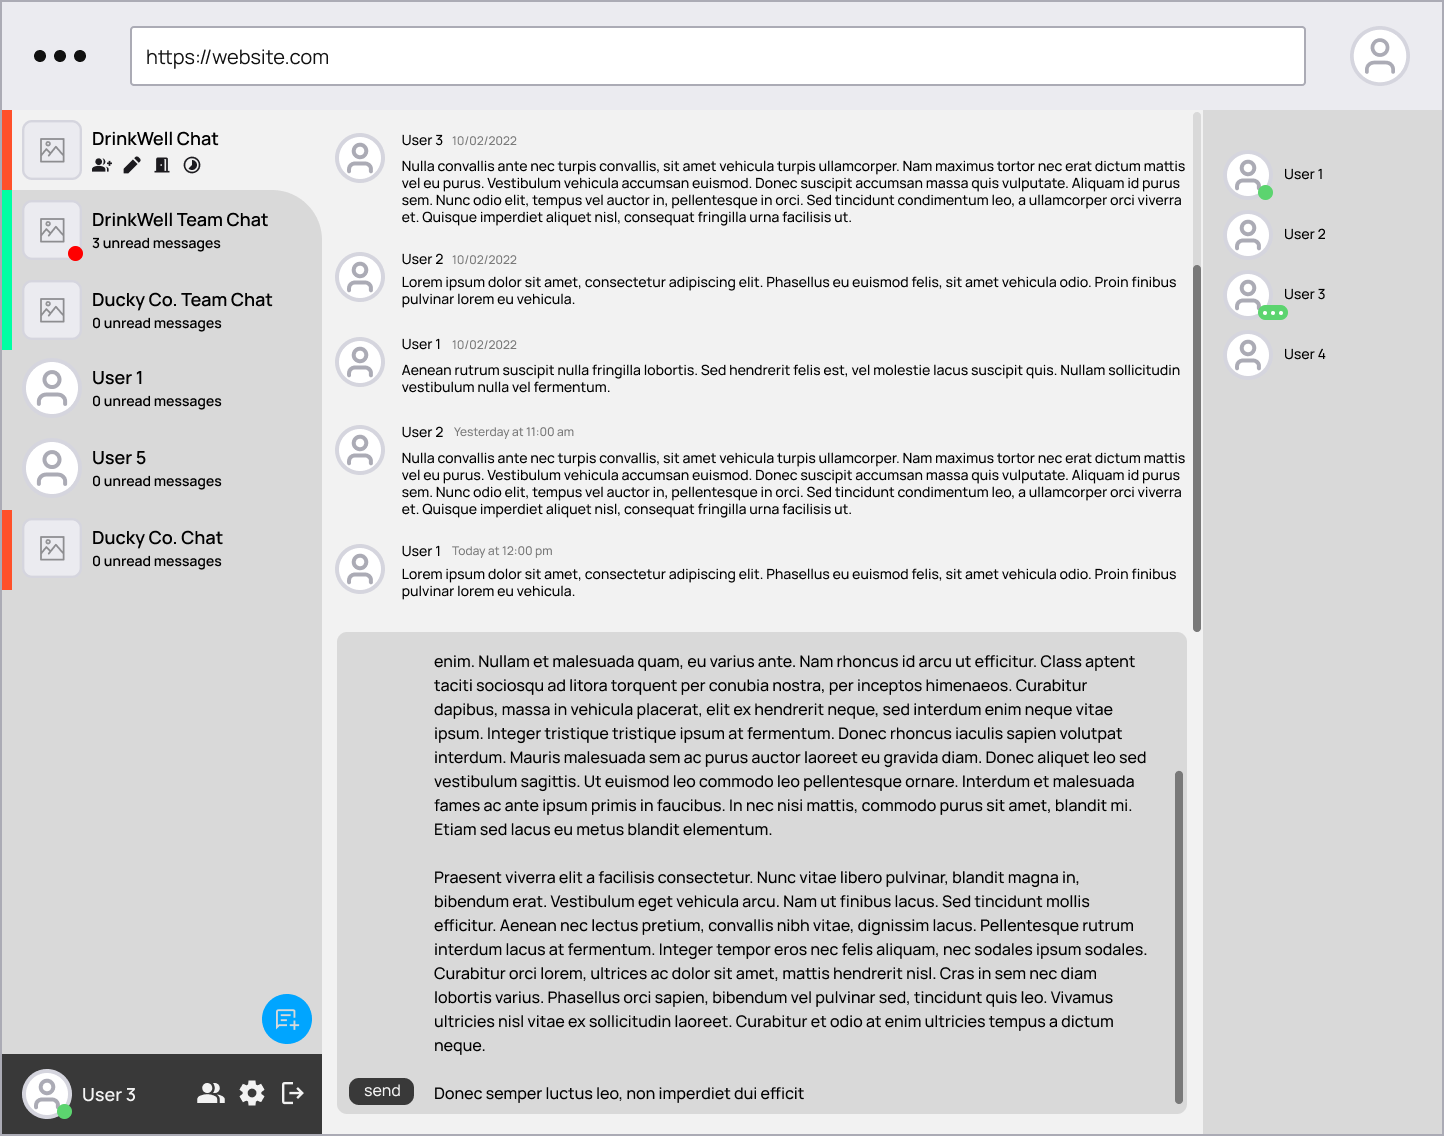 https://website.com
DrinkWell Chat
DrinkWell Team Chat
3 unread messages
Ducky Co. Team Chat
0 unread messages
User 1
0 unread messages
User 5
0 unread messages
Ducky Co. Chat
0 unread messages
User 3
User 3 10/02/2022
Nulla convallis ante nec turpis convallis, sit amet vehicula turpis ullamcorper. Nam maximus tortor nec erat dictum mattis
vel eu purus. Vestibulum vehicula accumsan euismod. Donec suscipit accumsan massa quis vulputate. Aliquam id purus
sem. Nunc odio elit, tempus vel auctor in, pellentesque in orci. Sed tincidunt condimentum leo, a ullamcorper orci viverra
et. Quisque imperdiet aliquet nisl, consequat fringilla urna facilisis ut.
User 2 10/02/2022
Lorem ipsum dolor sit amet, consectetur adipiscing elit. Phasellus eu euismod felis, sit amet vehicula odio. Proin finibus
pulvinar lorem eu vehicula.
User 1 10/02/2022
Aenean rutrum suscipit nulla fringilla lobortis. Sed hendrerit felis est, vel molestie lacus suscipit quis. Nullam sollicitudin
vestibulum nulla vel fermentum.
User 2 Yesterday at 11:00 am
Nulla convallis ante nec turpis convallis, sit amet vehicula turpis ullamcorper. Nam maximus tortor nec erat dictum mattis
vel eu purus. Vestibulum vehicula accumsan euismod. Donec suscipit accumsan massa quis vulputate. Aliquam id purus
sem. Nunc odio elit, tempus vel auctor in, pellentesque in orci. Sed tincidunt condimentum leo, a ullamcorper orci viverra
et. Quisque imperdiet aliquet nisl, consequat fringilla urna facilisis ut.
User 1 Today at 12:00 pm
Lorem ipsum dolor sit amet, consectetur adipiscing elit. Phasellus eu euismod felis, sit amet vehicula odio. Proin finibus
pulvinar lorem eu vehicula.
enim. Nullam et malesuada quam, eu varius ante. Nam rhoncus id arcu ut efficitur. Class aptent
taciti sociosqu ad litora torquent per conubia nostra, per inceptos himenaeos. Curabitur
dapibus, massa in vehicula placerat, elit ex hendrerit neque, sed interdum enim neque vitae
ipsum. Integer tristique tristique ipsum at fermentum. Donec rhoncus iaculis sapien volutpat
interdum. Mauris malesuada sem ac purus auctor laoreet eu gravida diam. Donec aliquet leo sed
vestibulum sagittis. Ut euismod leo commodo leo pellentesque ornare. Interdum et malesuada
fames ac ante ipsum primis in faucibus. In nec nisi mattis, commodo purus sit amet, blandit mi.
Etiam sed lacus eu metus blandit elementum.
Praesent viverra elit a facilisis consectetur. Nunc vitae libero pulvinar, blandit magna in,
bibendum erat. Vestibulum eget vehicula arcu. Nam ut finibus lacus. Sed tincidunt mollis
efficitur. Aenean nec lectus pretium, convallis nibh vitae, dignissim lacus. Pellentesque rutrum
interdum lacus at fermentum. Integer tempor eros nec felis aliquam, nec sodales ipsum sodales.
Curabitur orci lorem, ultrices ac dolor sit amet, mattis hendrerit nisl. Cras in sem nec diam
lobortis varius. Phasellus orci sapien, bibendum vel pulvinar sed, tincidunt quis leo. Vivamus
ultricies nisl vitae ex sollicitudin laoreet. Curabitur et odio at enim ultricies tempus a dictum
neque.
send
Donec semper luctus leo, non imperdiet dui efficit
User 1
User 2
User 3
User 4